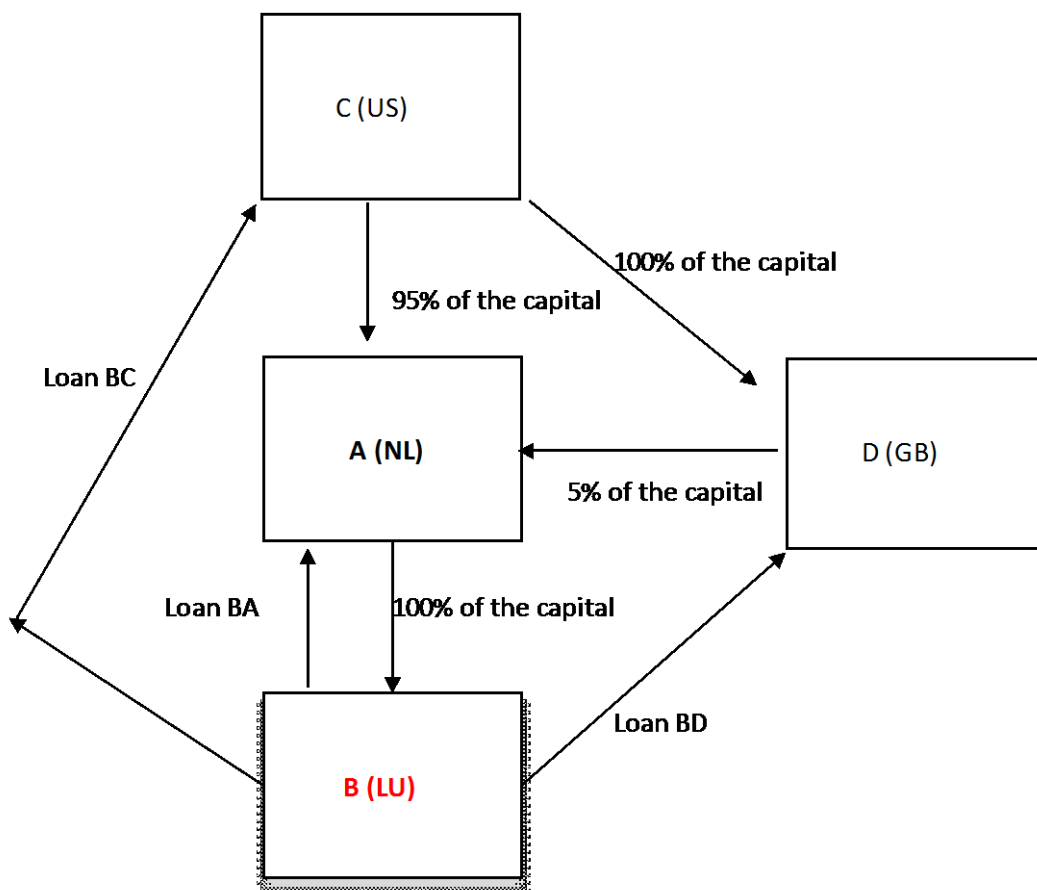 C (US)
100% of the capital
95% of the capital
Loan BC
A (NL)
D (GB)
5% of the capital
Loan BA
100% of the capital
Loan BD
B (LU)